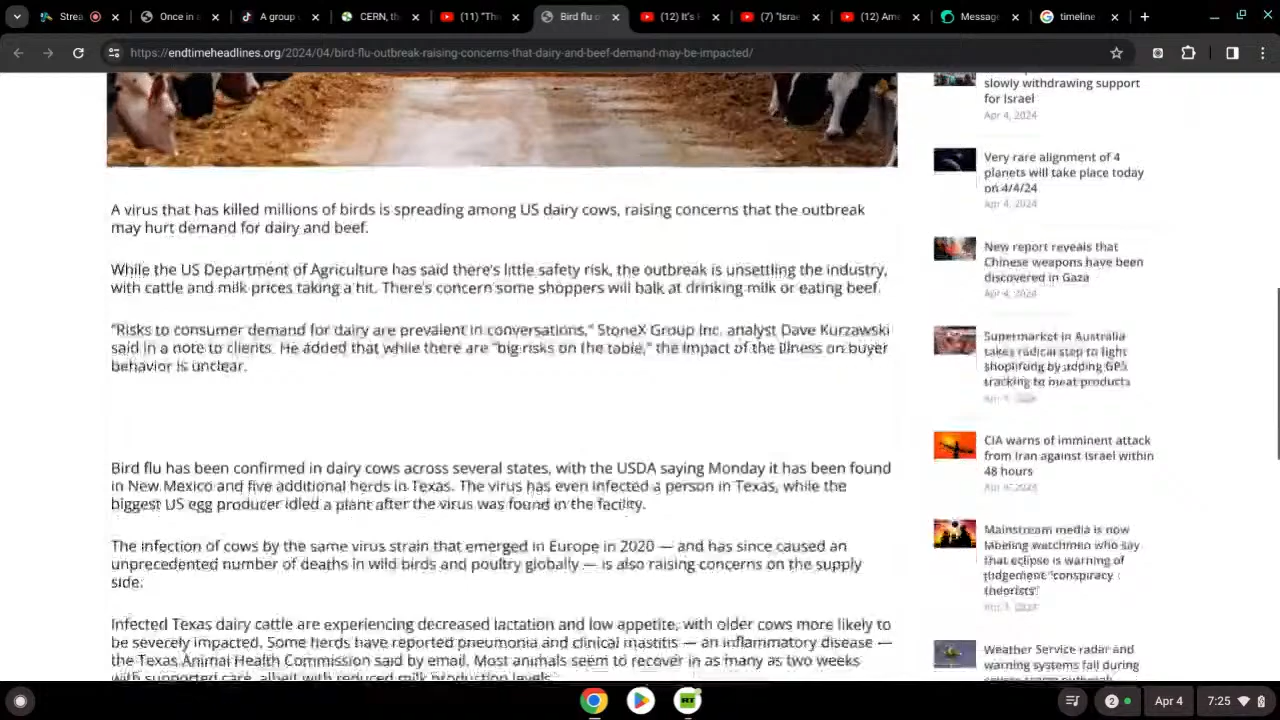 Strea
Once in a
A group
CERN, th
(11) "Th
Bird flu o
(12) It's
(7) "Israe
(12) Ame
Message
timeline
https://endtimeheadlines.org/2024/04/bird-flu-outbreak-raising-concerns-that-dairy-and-beef-demand-may-be-impacted/
A virus that has killed millions of birds is spreading among US dairy cows, raising concerns that the outbreak
may hurt demand for dairy and beef.
While the US Department of Agriculture has said there's little safety risk, the outbreak is unsettling the industry,
with cattle and milk prices taking a hit. There's concern some shoppers will balk at drinking milk or eating beef.
"Risks to consumer demand for dairy are prevalent in conversations," StoneX Group Inc. analyst Dave Kurzawski
said in a note to clients. He added that while there are "big risks on the table," the impact of the illness on buyer
behavior is unclear.
Bird flu has been confirmed in dairy cows across several states, with the USDA saying Monday it has been found
in New Mexico and five additional herds in Texas. The virus has even infected a person in Texas, while the
biggest US egg producer idled a plant after the virus was found in the facility.
The infection of cows by the same virus strain that emerged in Europe in 2020 — and has since caused an
unprecedented number of deaths in wild birds and poultry globally — is also raising concerns on the supply
side.
Infected Texas dairy cattle are experiencing decreased lactation and low appetite, with older cows more likely to
be severely impacted. Some herds have reported pneumonia and clinical mastitis — an inflammatory disease —
the Texas Animal Health Commission said by email. Most animals seem to recover in as many as two weeks
with supported care, albeit with reduced milk production levels.
slowly withdrawing support
for Israel
Apr 4, 2024
Very rare alignment of 4
planets will take place today
on 4/4/24
Apr 4, 2024
New report reveals that
Chinese weapons have been
discovered in Gaza
Apr 4, 2024
Supermarket in Australia
takes radical step to fight
shoplifting by adding GPS
tracking to meat products
CIA warns of imminent attack
from Iran against Israel within
48 hours
Mainstream media is now
labeling watchmen who say
that eclipse is warning of
judgement "conspiracy
theorists"
Weather Service radar and
warning systems fail during
RT
2
Apr 4
7:25